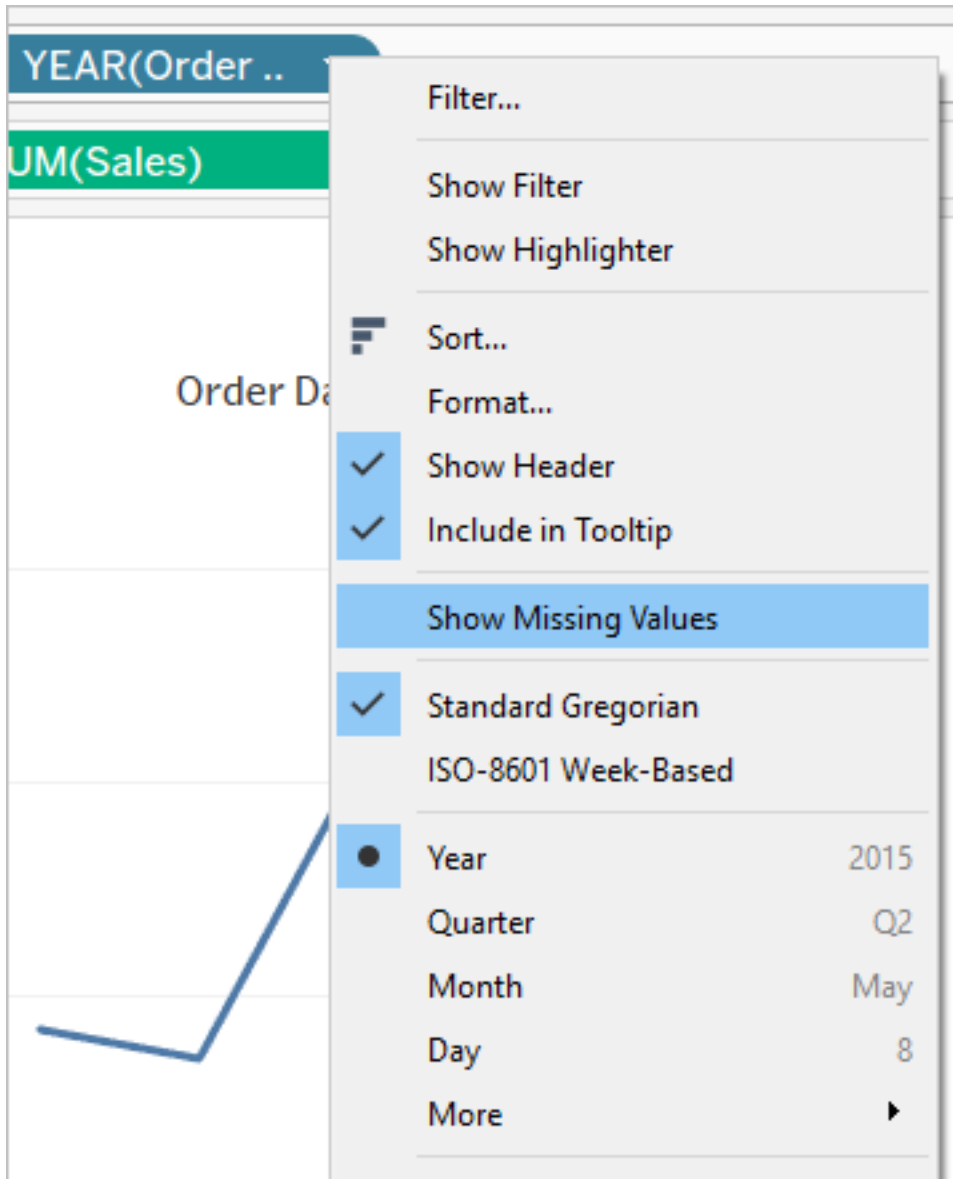 YEAR(Order ..
UM(Sales)
Order Da
Filter...
Show Filter
Show Highlighter
Sort...
Format...
Show Header
Include in Tooltip
Show Missing Values
Standard Gregorian
ISO-8601 Week-Based
Year 2015
Quarter Q2
Month May
Day 8
More